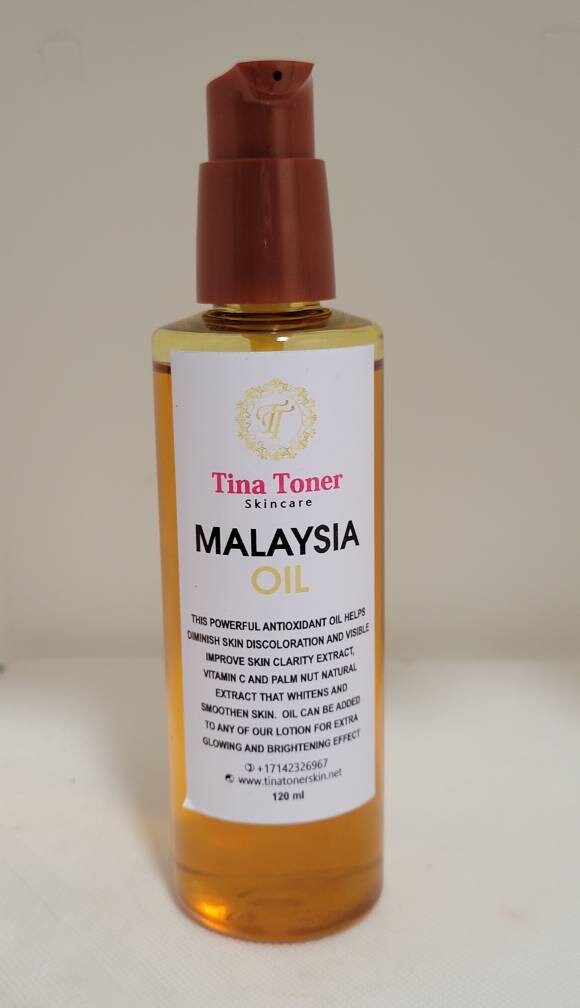 TT
Tina Toner
Skincare
MALAYSIA
OIL
THIS POWERFUL ANTIOXIDANT OIL HELPS
DIMINISH SKIN DISCOLORATION AND VISIBLE
IMPROVE SKIN CLARITY EXTRACT,
VITAMIN C AND PALM NUT NATURAL
EXTRACT THAT WHITENS AND
SMOOTHEN SKIN. OIL CAN BE ADDED
TO ANY OF OUR LOTION FOR EXTRA
GLOWING AND BRIGHTENING EFFECT
+17142326967
www.tinatonerskin.net
120 ml